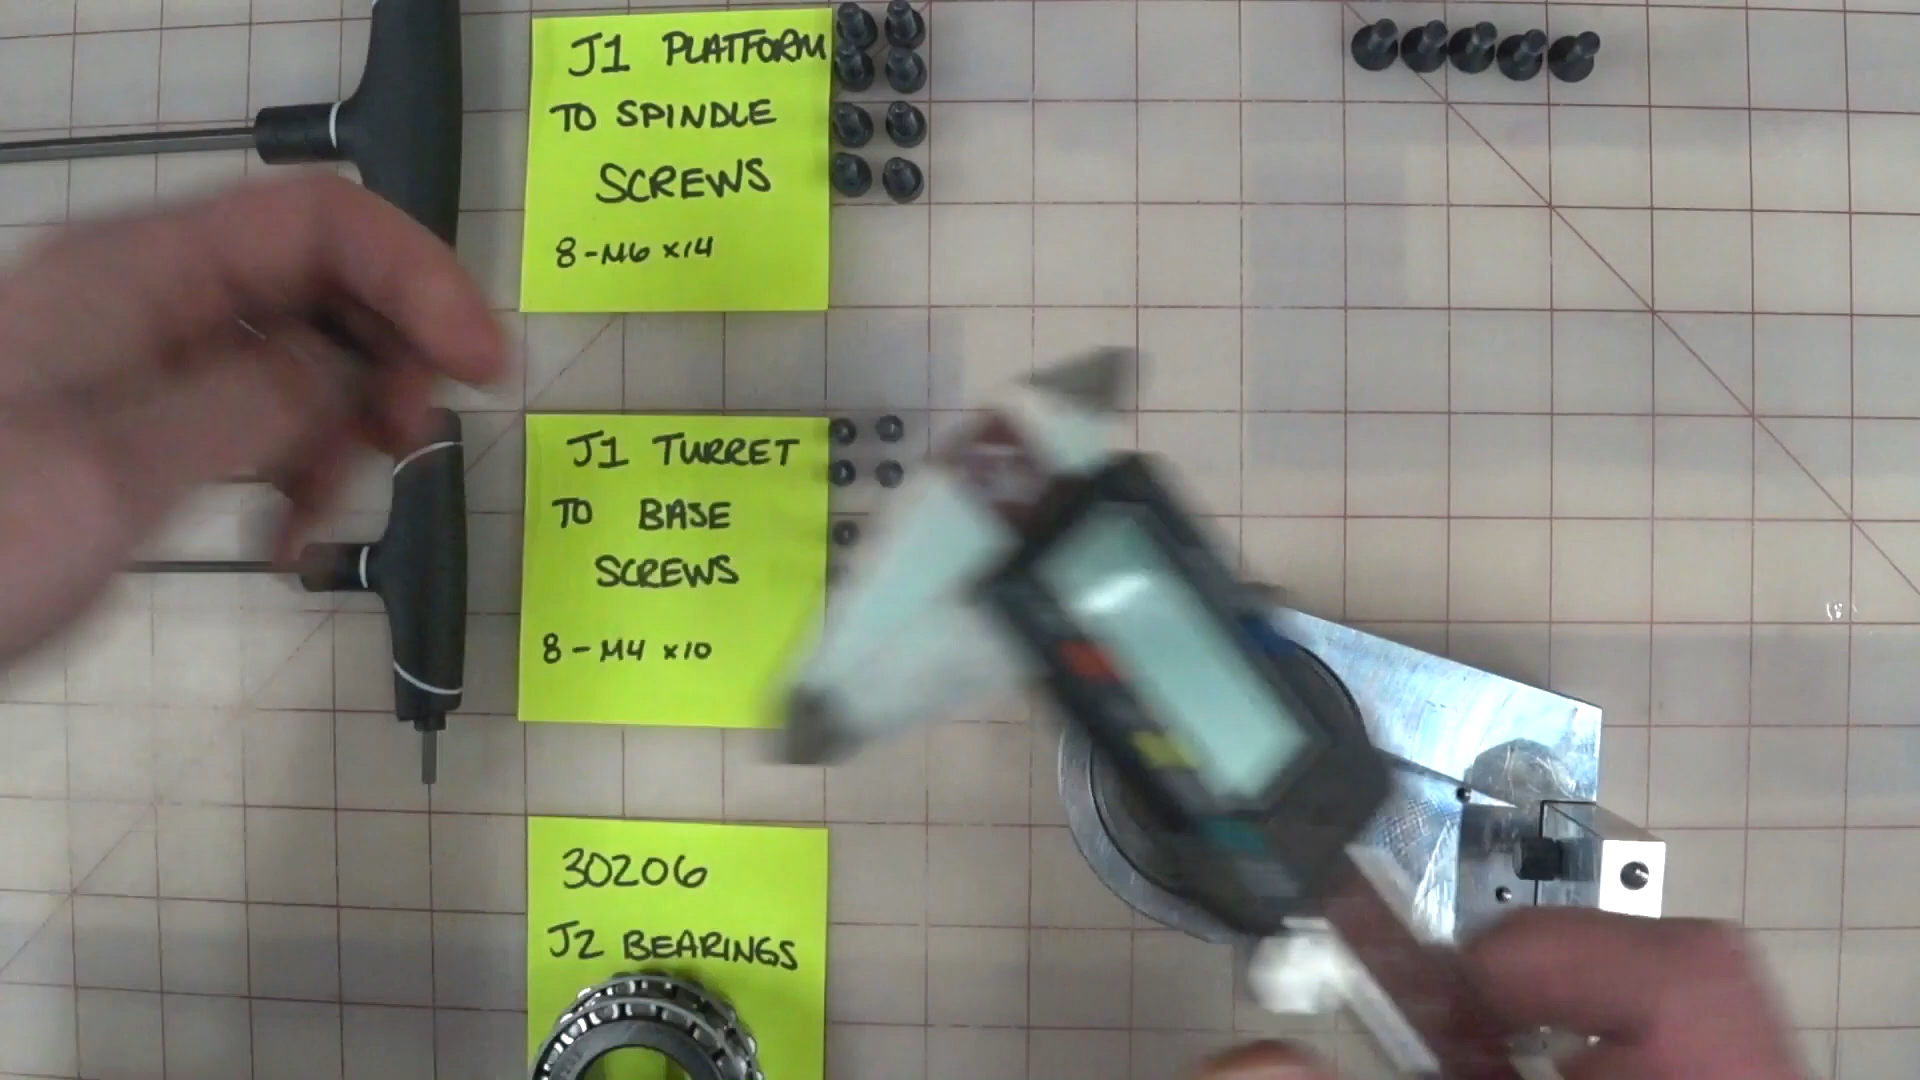 J1 PLATFORM
TO SPINDLE
SCREWS
8-M6 x14
J1 TURRET
TO BASE
SCREWS
8-M4 x10
30206
J2 BEARINGS